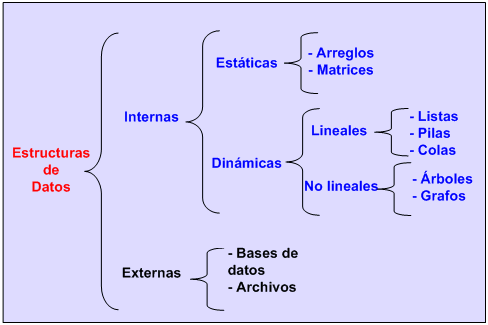 Estructuras
de
Datos
Internas
Estáticas
- Arreglos
- Matrices
Dinámicas
Lineales
- Listas
- Pilas
- Colas
No lineales
- Árboles
- Grafos
Externas
- Bases de
datos
- Archivos